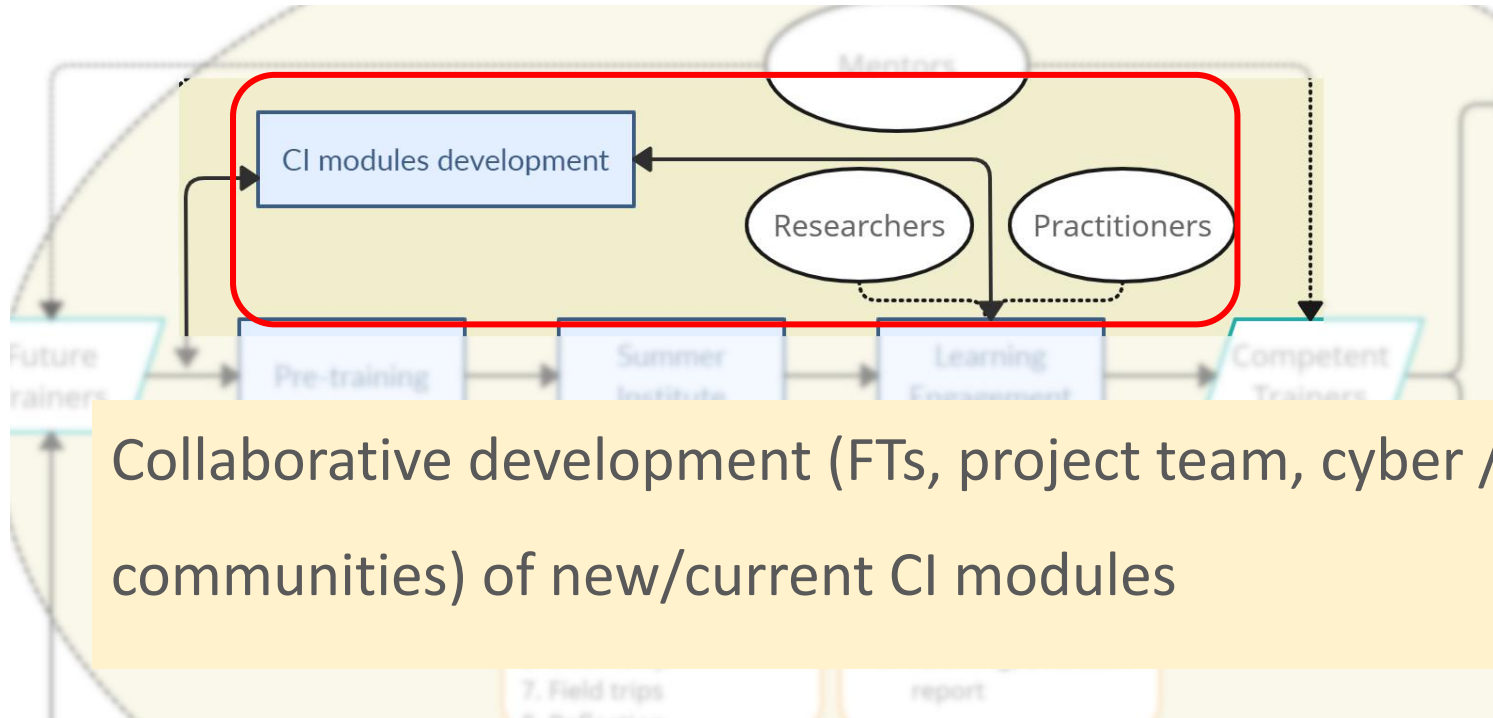 Mentors
CI modules development
Researchers
Practitioners
Future
Pre-training
Summer
Institute
Learning
Engagement
Competent
Trainers
Collaborative development (FTs, project team, cyber /
communities) of new/current CI modules
7. Field trips
report